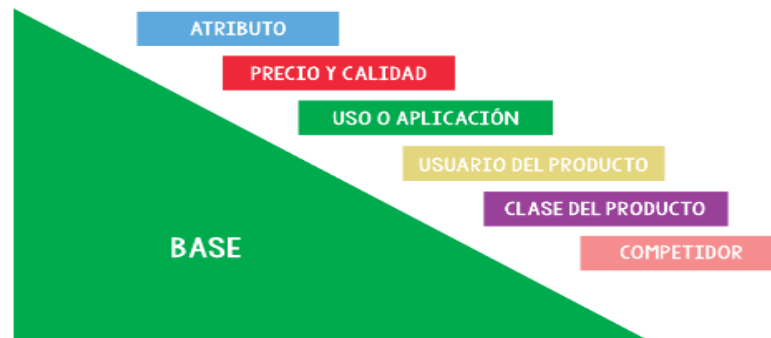 ATRIBUTO
PRECIO Y CALIDAD
USO O APLICACIÓN
USUARIO DEL PRODUCTO
CLASE DEL PRODUCTO
BASE
COMPETIDOR